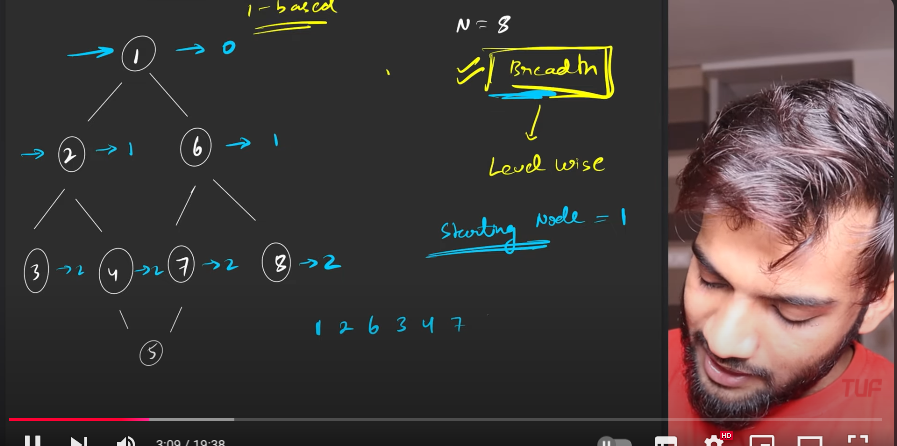 1-based
N = 8
1 → 0
Breadth
Level wise
2 → 1
6 → 1
Starting Node = 1
3 → 2
4 → 2
7 → 2
8 → 2
1 2 6 3 4 7
5
TUF
3:09 / 19:38
HD